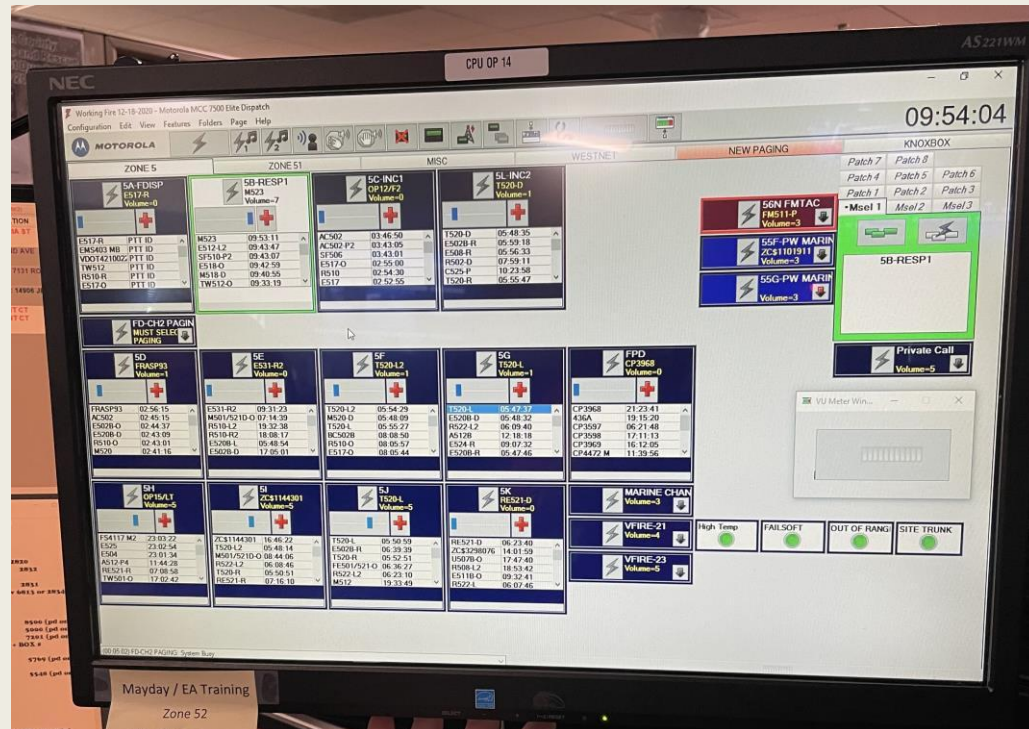 CPU OP 14
NEC
AS221WM
Working Fire 12-18-2020 - Motorola MCC 7500 Elite Dispatch
Configuration Edit View Features Folders Page Help
09:54:04
MOTOROLA
ZONE 5
ZONE 51
MISC
WESTNET
NEW PAGING
KNOXBOX
5A-FDISP
E517-R
Volume=0
E517-R PTT ID
EMS403 MB PTT ID
VDOT421002 PTT ID
TW512 PTT ID
R510-R PTT ID
E517-O PTT ID
5B-RESP1
M523
Volume=7
M523 09:53:11
E512-L2 09:43:47
SF510-P2 09:43:07
E518-O 09:42:59
M518-O 09:40:55
TW512-O 09:33:19
5C-INC1
OP12/F2
Volume=0
AC502 03:46:50
AC502-P2 03:43:05
SF506 03:43:01
E517-O 02:55:00
R510 02:54:30
E517 02:52:55
5L-INC2
T520-D
Volume=1
T520-D 05:48:35
E502B-R 05:59:18
E508-R 05:56:33
R502-D 07:59:11
C525-P 10:23:58
T520-R 05:55:47
56N FMTAC
FM511-P
Volume=3
55F-PW MARIN
ZC$1101911
Volume=3
55G-PW MARIN
Volume=3
Patch 7 Patch 8
Patch 4 Patch 5 Patch 6
Patch 1 Patch 2 Patch 3
Msel 1 Msel 2 Msel 3
5B-RESP1
Private Call
Volume=5
FD-CH2 PAGIN
MUST SELEC
PAGING
5D
FRASP93
Volume=1
FRASP93 02:56:15
AC502 02:45:15
E502B-O 02:44:37
E520B-O 02:43:09
R510-O 02:43:01
M520 02:41:16
5E
E531-R2
Volume=0
E531-R2 09:31:23
M501/521D-O 07:14:39
R510-L2 19:32:38
R510-R2 18:08:17
E520B-L 05:48:54
E502B-D 17:05:01
5F
T520-L2
Volume=1
T520-L2 05:54:29
M520-D 05:48:09
T520-L 05:55:27
BC502B 08:08:50
R510-O 08:05:57
E517-O 08:05:44
5G
T520-L
Volume=1
T520-L 05:47:37
E520B-D 05:48:32
R522-L2 06:09:40
A512B 12:18:18
E524-R 09:07:32
E520B-R 05:47:46
FPD
CP3968
Volume=0
CP3968 21:23:41
436A 19:15:20
CP3597 06:21:48
CP3598 17:11:13
CP3969 16:12:05
CP4472 M 11:39:56
VU Meter Win...
5H
OP15/LT
Volume=5
FS4117 M2 23:03:22
E525 23:02:54
E504 23:01:34
A512-P4 11:44:28
RE521-R 07:08:58
TW501-O 17:02:42
5I
ZC$1144301
Volume=5
ZC$1144301 16:46:22
T520-L2 05:48:14
M501/521D-O 08:44:06
R522-L2 06:08:46
T520-R 05:50:51
RE521-R 07:16:10
5J
T520-L
Volume=5
T520-L 05:50:59
E502B-R 06:39:39
T520-R 05:52:51
FE501/521-O 06:36:27
R522-L2 06:23:10
M512 19:33:49
5K
RE521-D
Volume=0
RE521-D 06:23:40
ZC$3298076 14:01:59
U507B-O 17:47:40
R508-L2 18:53:42
E511B-O 09:32:41
R522-L 06:07:46
MARINE CHAN
Volume=3
VFIRE-21
Volume=4
VFIRE-23
Volume=5
High Temp
FAILSOFT
OUT OF RANGI
SITE TRUNK
FD-CH2 PAGING: System Busy
Mayday / EA Training
Zone 52